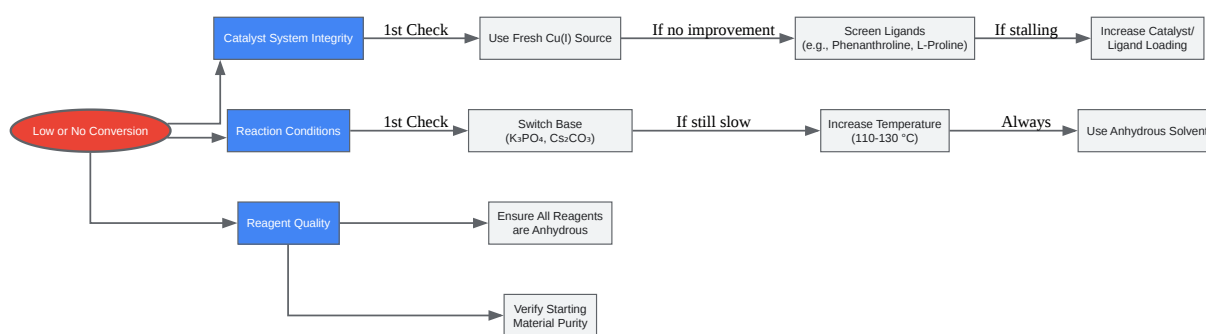 Low or No Conversion
Catalyst System Integrity
1st Check
Use Fresh Cu(I) Source
If no improvement
Screen Ligands
(e.g., Phenanthroline, L-Proline)
If stalling
Increase Catalyst/
Ligand Loading
Reaction Conditions
1st Check
Switch Base
(K₃PO₄, Cs₂CO₃)
If still slow
Increase Temperature
(110-130 °C)
Always
Use Anhydrous Solvent
Reagent Quality
Ensure All Reagents
are Anhydrous
Verify Starting
Material Purity